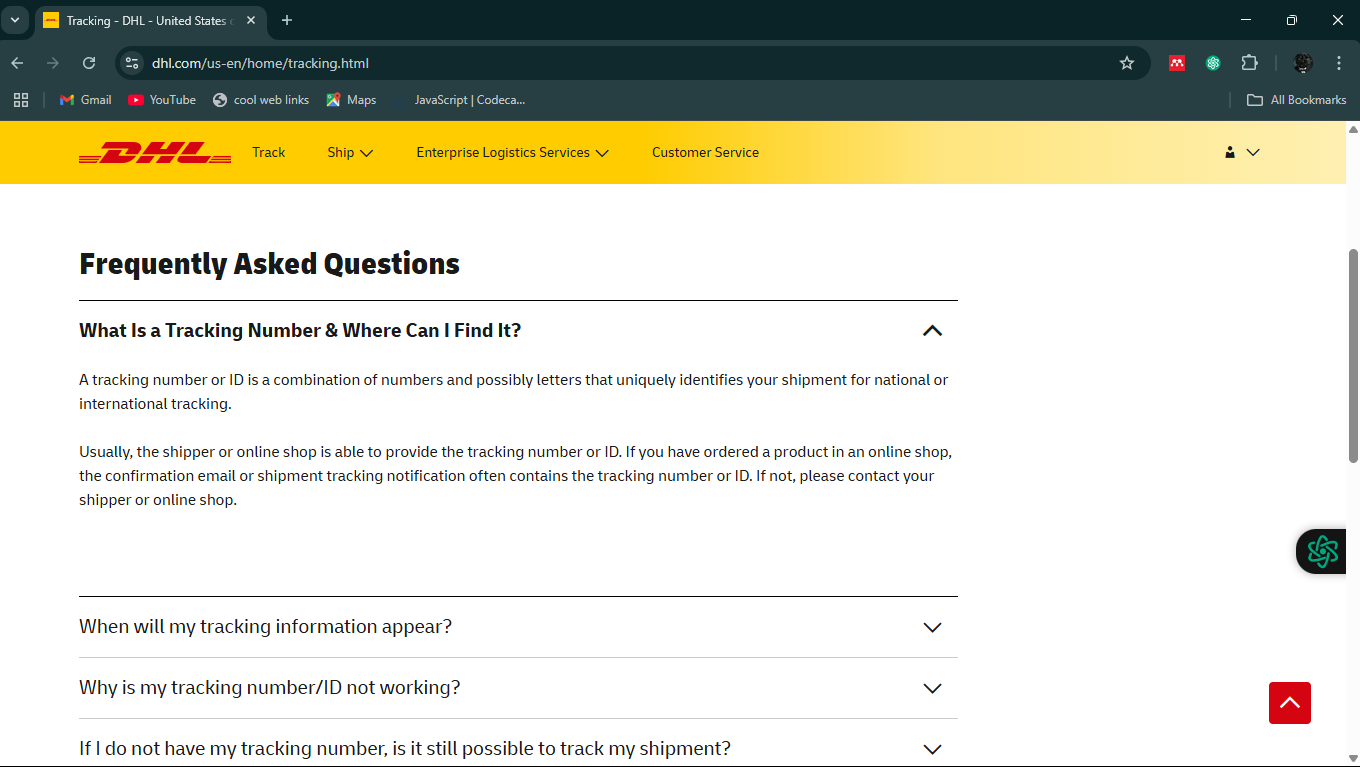 Tracking - DHL - United States o
dhl.com/us-en/home/tracking.html
Gmail
YouTube
cool web links
Maps
JavaScript | Codeca...
All Bookmarks
DHL
Track
Ship
Enterprise Logistics Services
Customer Service
Frequently Asked Questions
What Is a Tracking Number & Where Can I Find It?
A tracking number or ID is a combination of numbers and possibly letters that uniquely identifies your shipment for national or
international tracking.
Usually, the shipper or online shop is able to provide the tracking number or ID. If you have ordered a product in an online shop,
the confirmation email or shipment tracking notification often contains the tracking number or ID. If not, please contact your
shipper or online shop.
When will my tracking information appear?
Why is my tracking number/ID not working?
If I do not have my tracking number, is it still possible to track my shipment?